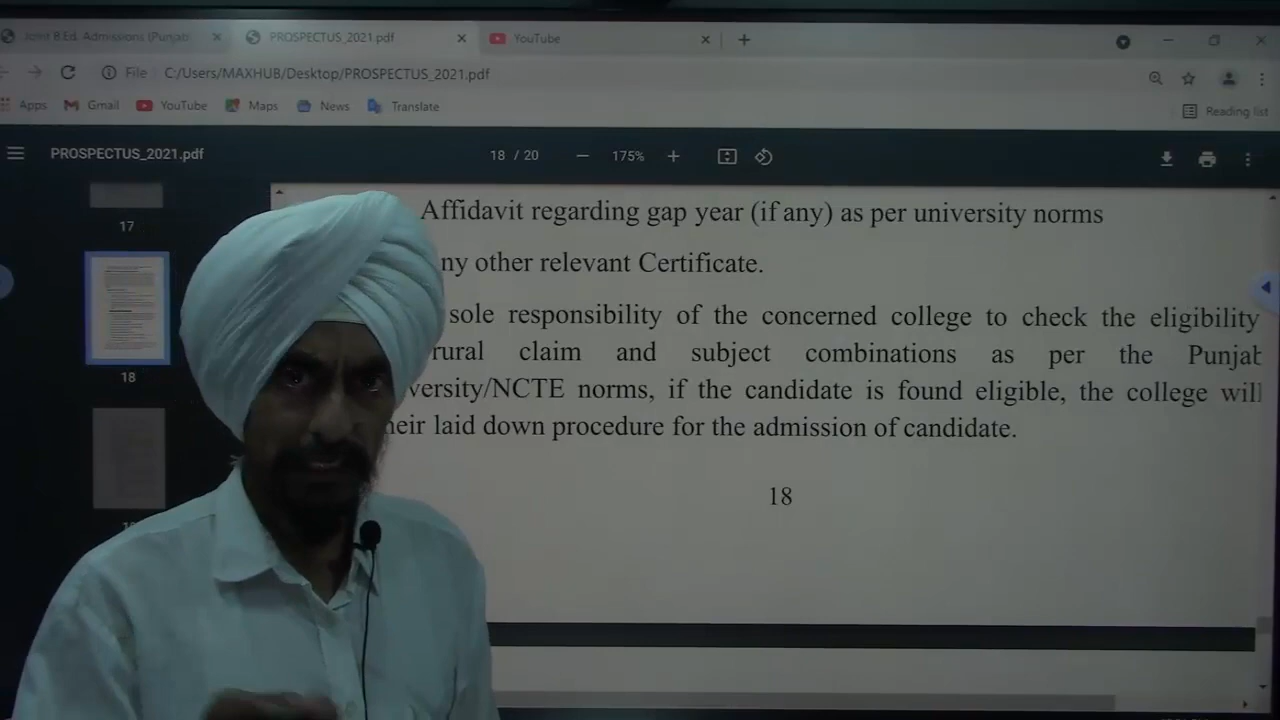 Joint B.Ed. Admissions (Punjab
PROSPECTUS_2021.pdf
YouTube
File C:/Users/MAXHUB/Desktop/PROSPECTUS_2021.pdf
Apps Gmail YouTube Maps News Translate
Reading list
PROSPECTUS_2021.pdf
18 / 20
175%
17
18
Affidavit regarding gap year (if any) as per university norms
ny other relevant Certificate.
sole responsibility of the concerned college to check the eligibility
rural claim and subject combinations as per the Punjab
versity/NCTE norms, if the candidate is found eligible, the college will
heir laid down procedure for the admission of candidate.
18